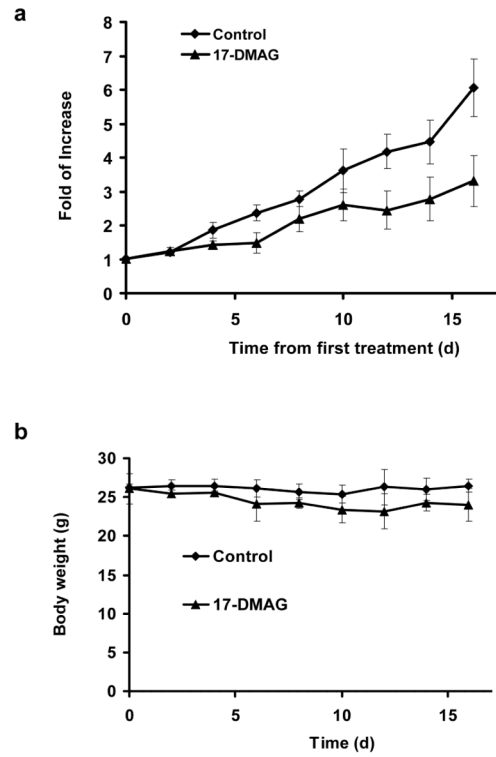 a
8
Control
7
17-DMAG
6
5
4
3
2
1
0
Fold of Increase
0 5 10 15
Time from first treatment (d)
b
30
25
20
15
10
5
0
Body weight (g)
Control
17-DMAG
0 5 10 15
Time (d)